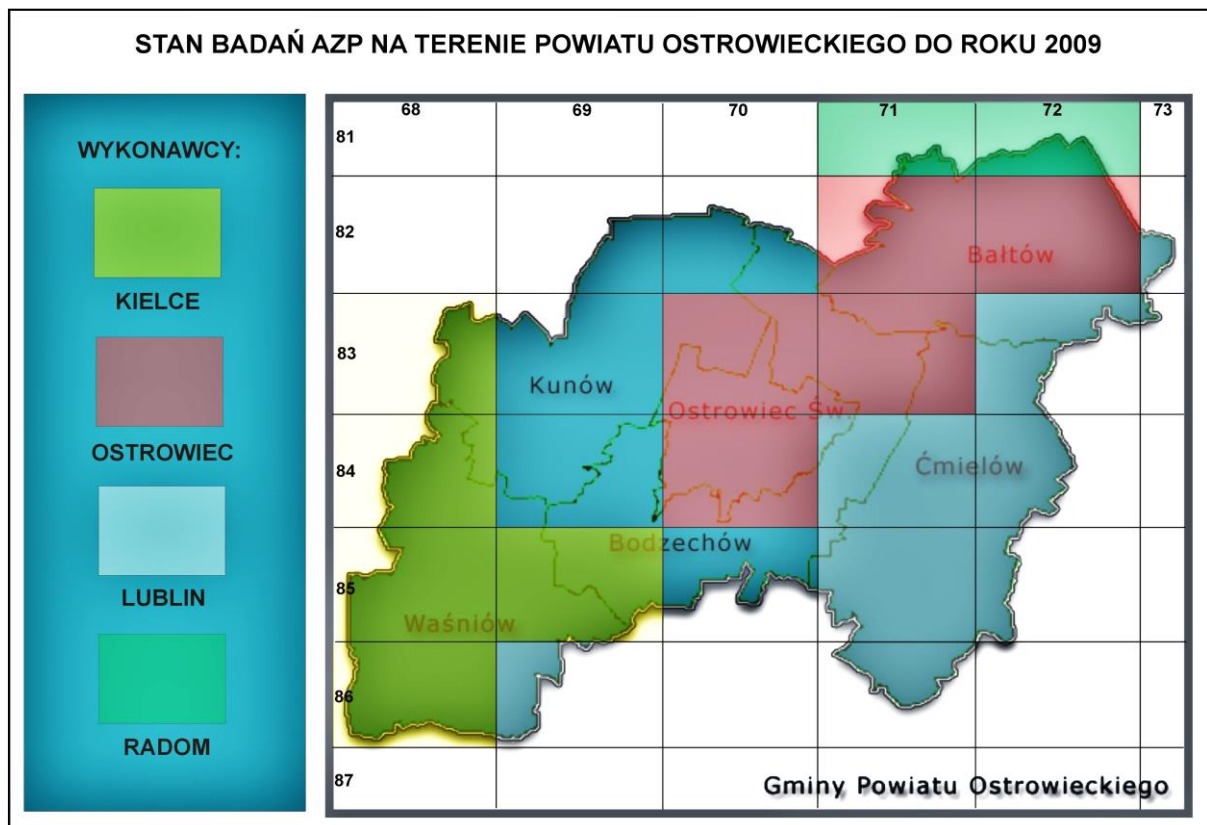 STAN BADAŃ AZP NA TERENIE POWIATU OSTROWIECKIEGO DO ROKU 2009
WYKONAWCY:
KIELCE
OSTROWIEC
LUBLIN
RADOM
68 69 70 71 72 73
81
82
83
84
85
86
87
Bałtów
Kunów
Ostrowiec Św.
Ćmielów
Bodzechów
Waśniów
Gminy Powiatu Ostrowieckiego